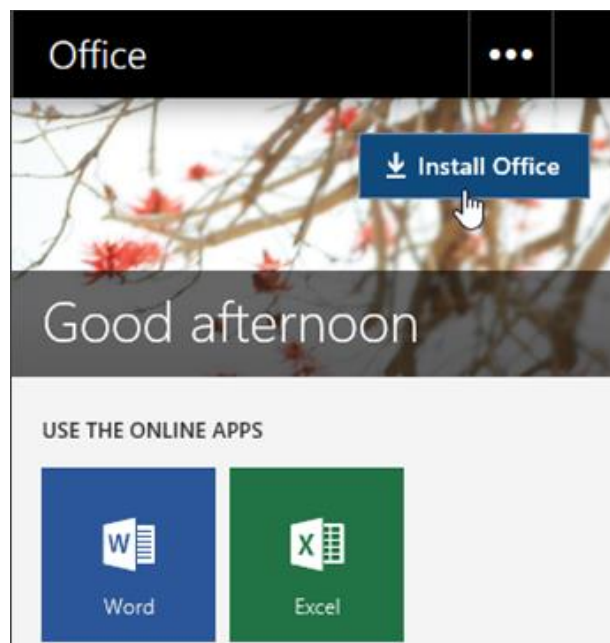 Office
Install Office
Good afternoon
USE THE ONLINE APPS
W
X
Word
Excel